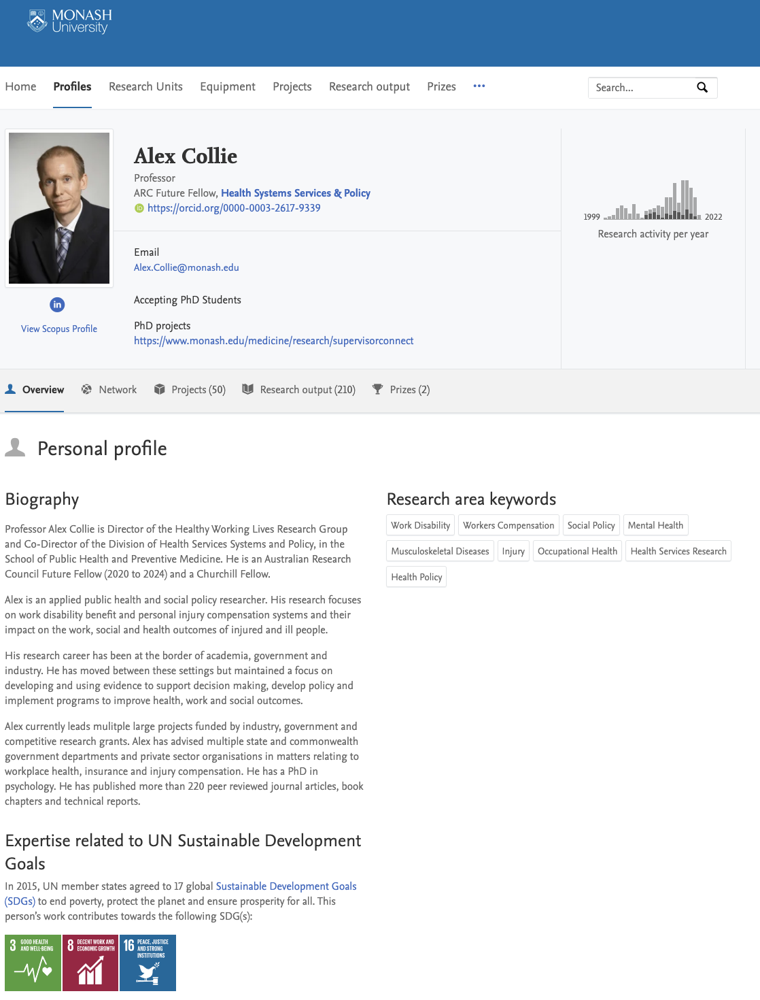 MONASH
University
Home Profiles Research Units Equipment Projects Research output Prizes ••• Search...
Alex Collie
Professor
ARC Future Fellow, Health Systems Services & Policy
iD https://orcid.org/0000-0003-2617-9339
1999 2022
Research activity per year
Email
Alex.Collie@monash.edu
Accepting PhD Students
PhD projects
https://www.monash.edu/medicine/research/supervisorconnect
in
View Scopus Profile
Overview Network Projects (50) Research output (210) Prizes (2)
Personal profile
Biography
Professor Alex Collie is Director of the Healthy Working Lives Research Group
and Co-Director of the Division of Health Services Systems and Policy, in the
School of Public Health and Preventive Medicine. He is an Australian Research
Council Future Fellow (2020 to 2024) and a Churchill Fellow.
Alex is an applied public health and social policy researcher. His research focuses
on work disability benefit and personal injury compensation systems and their
impact on the work, social and health outcomes of injured and ill people.
His research career has been at the border of academia, government and
industry. He has moved between these settings but maintained a focus on
developing and using evidence to support decision making, develop policy and
implement programs to improve health, work and social outcomes.
Alex currently leads mulitple large projects funded by industry, government and
competitive research grants. Alex has advised multiple state and commonwealth
government departments and private sector organisations in matters relating to
workplace health, insurance and injury compensation. He has a PhD in
psychology. He has published more than 220 peer reviewed journal articles, book
chapters and technical reports.
Research area keywords
Work Disability Workers Compensation Social Policy Mental Health
Musculoskeletal Diseases Injury Occupational Health Health Services Research
Health Policy
Expertise related to UN Sustainable Development
Goals
In 2015, UN member states agreed to 17 global Sustainable Development Goals
(SDGs) to end poverty, protect the planet and ensure prosperity for all. This
person's work contributes towards the following SDG(s):
3 GOOD HEALTH
AND WELL-BEING
8 DECENT WORK AND
ECONOMIC GROWTH
16 PEACE, JUSTICE
AND STRONG
INSTITUTIONS